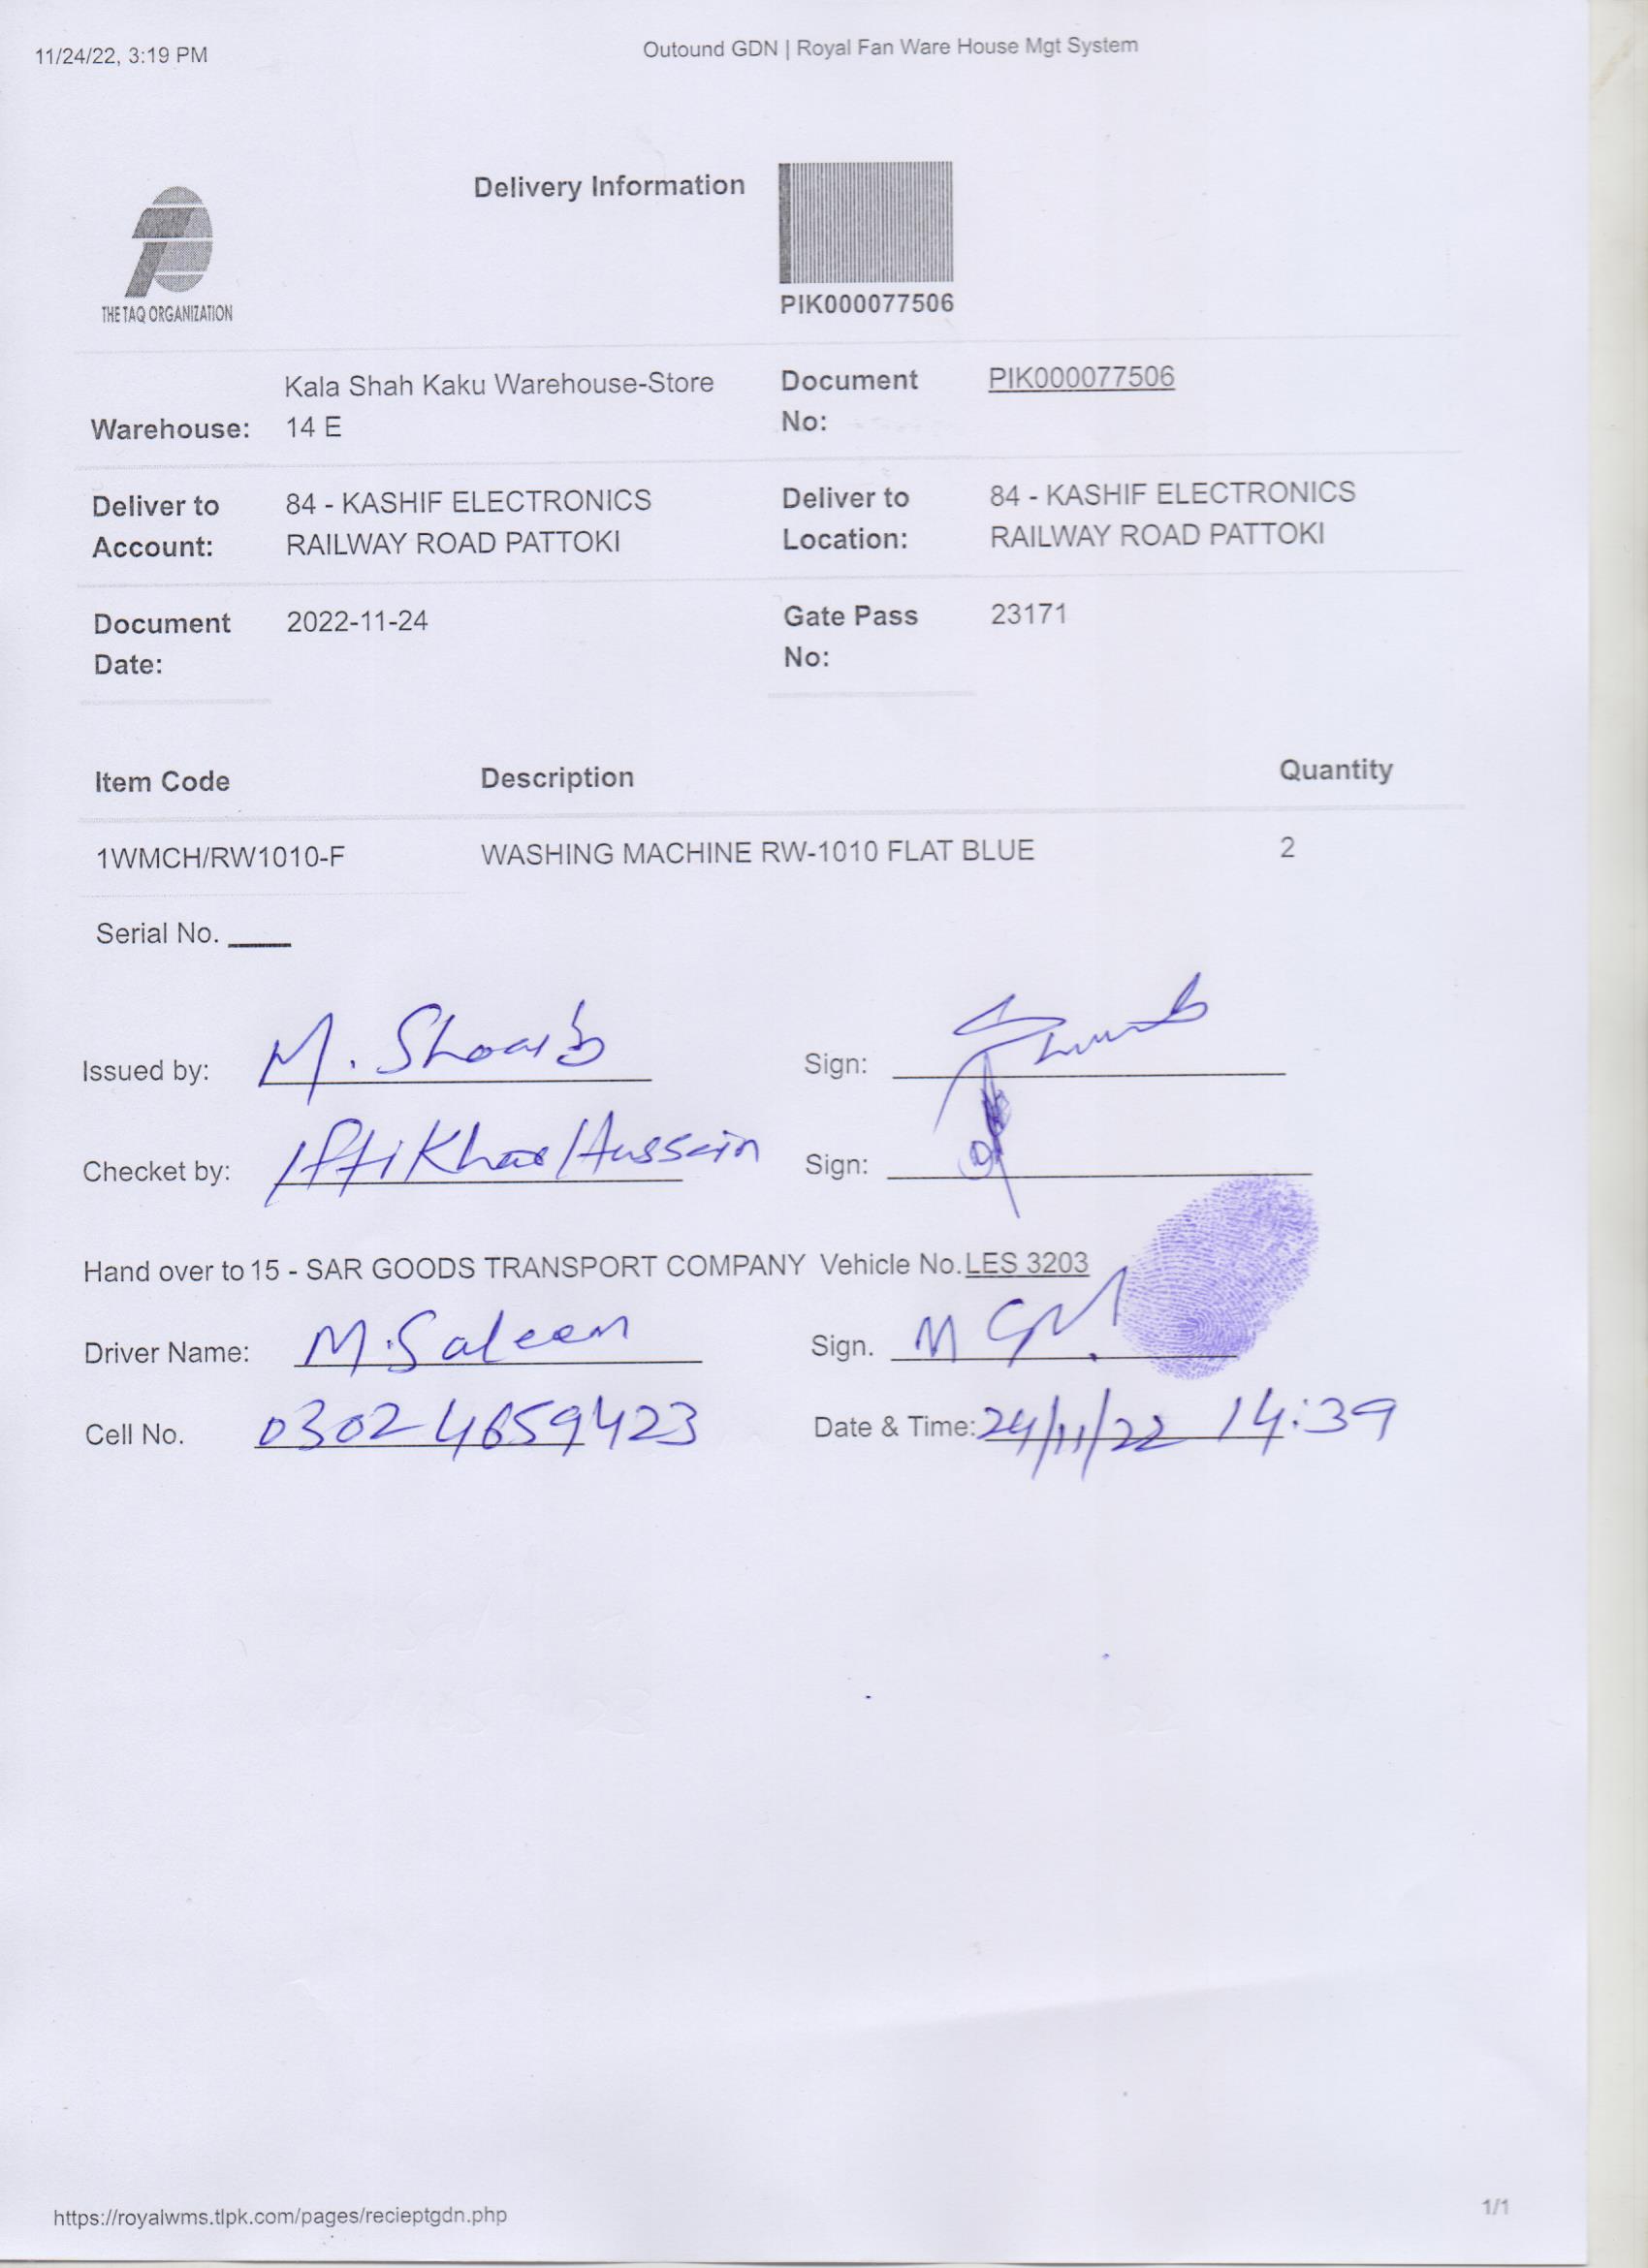 11/24/22, 3:19 PM
Outound GDN | Royal Fan Ware House Mgt System
Delivery Information
THE TAQ ORGANIZATION
PIK000077506
Warehouse: Kala Shah Kaku Warehouse-Store 14 E
Document No: PIK000077506
Deliver to Account: 84 - KASHIF ELECTRONICS RAILWAY ROAD PATTOKI
Deliver to Location: 84 - KASHIF ELECTRONICS RAILWAY ROAD PATTOKI
Document Date: 2022-11-24
Gate Pass No: 23171
Item Code Description Quantity
1WMCH/RW1010-F WASHING MACHINE RW-1010 FLAT BLUE 2
Serial No. ____
Issued by: M. Shoaib Sign:
Checket by: Iftikhar Hussain Sign:
Hand over to 15 - SAR GOODS TRANSPORT COMPANY Vehicle No. LES 3203
Driver Name: M. Saleem Sign.
Cell No. 0302 4659423 Date & Time: 24/11/22 14:39
https://royalwms.tlpk.com/pages/recieptgdn.php
1/1